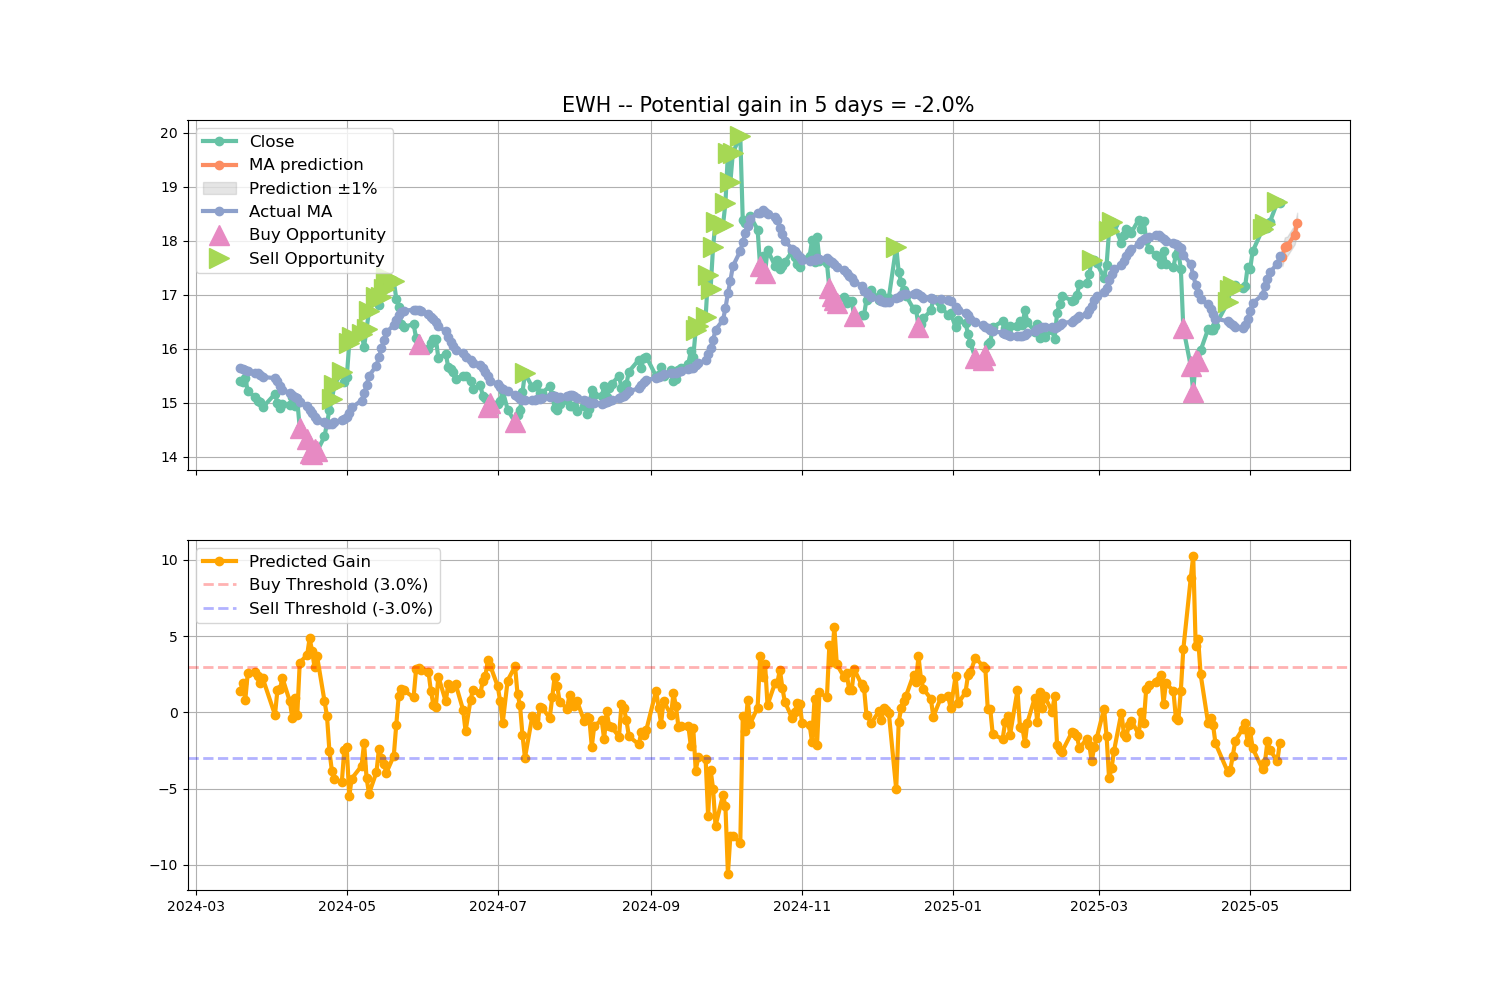 EWH -- Potential gain in 5 days = -2.0%
20
19
18
17
16
15
14
Close
MA prediction
Prediction ±1%
Actual MA
Buy Opportunity
Sell Opportunity
10
5
0
−5
−10
Predicted Gain
Buy Threshold (3.0%)
Sell Threshold (-3.0%)
2024-03
2024-05
2024-07
2024-09
2024-11
2025-01
2025-03
2025-05